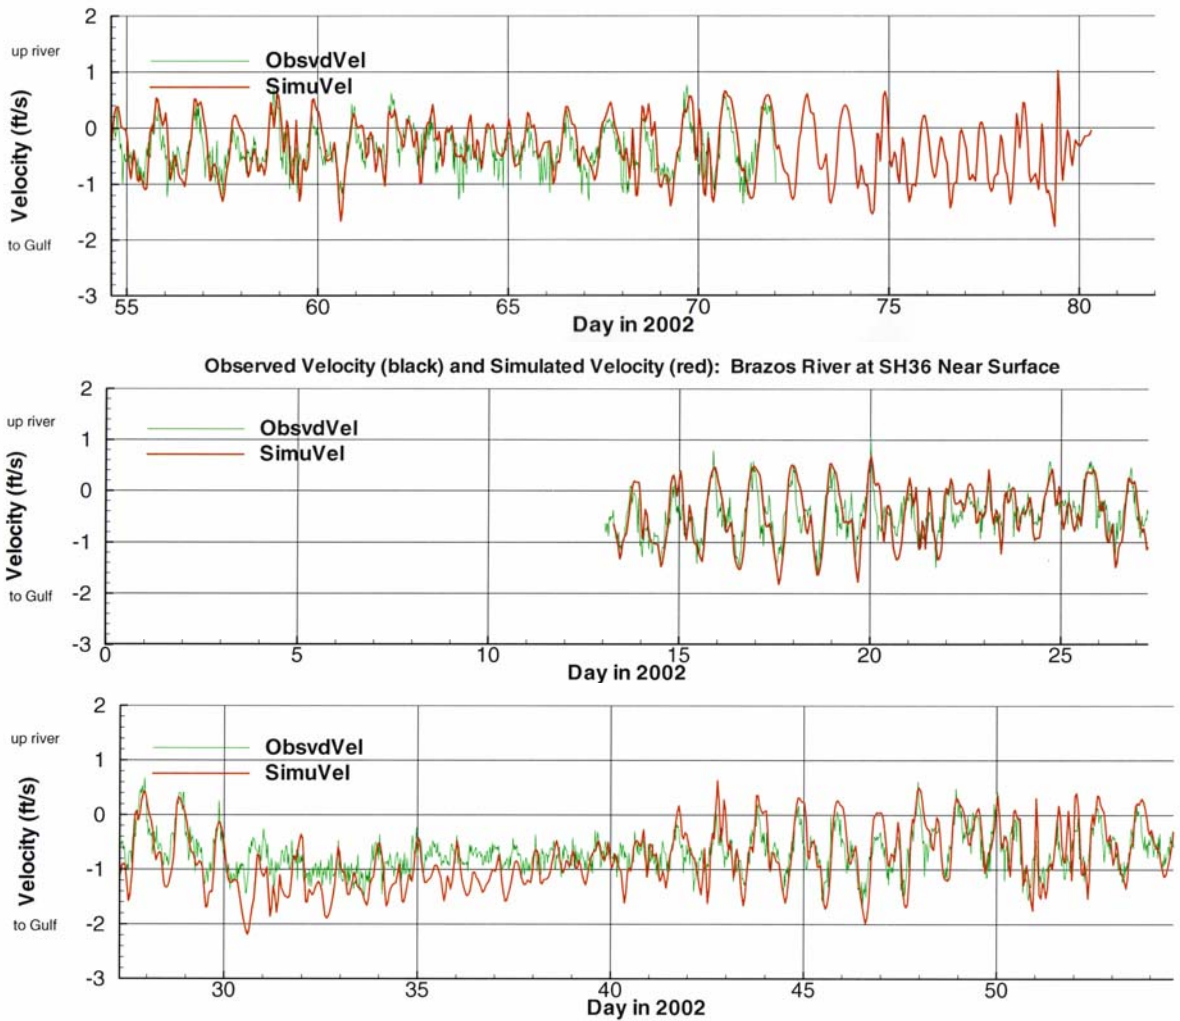 2
up river
ObsvdVel
1
SimuVel
0
Velocity (ft/s)
-1
to Gulf
-2
-3
55 60 65 70 75 80
Day in 2002
Observed Velocity (black) and Simulated Velocity (red): Brazos River at SH36 Near Surface
2
up river
ObsvdVel
1
SimuVel
0
Velocity (ft/s)
-1
to Gulf
-2
-3
0 5 10 15 20 25
Day in 2002
2
up river
ObsvdVel
1
SimuVel
0
Velocity (ft/s)
-1
to Gulf
-2
-3
30 35 40 45 50
Day in 2002